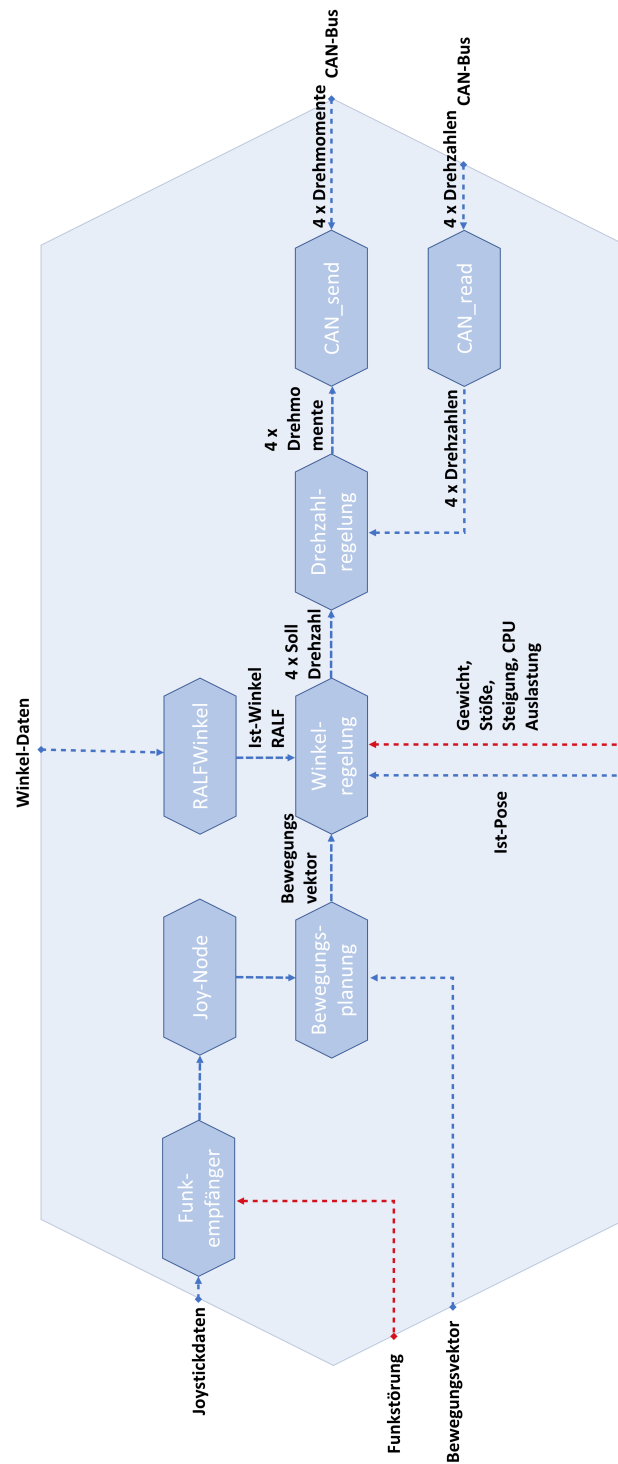 Winkel-Daten
Joystickdaten
Funk-
empfänger
Joy-Node
RALFWinkel
Ist-Winkel
RALF
Bewegungs-
planung
Bewegungs
vektor
Winkel-
regelung
4 x Soll
Drehzahl
Drehzahl-
regelung
4 x
Drehmo
mente
CAN_send
4 x Drehmomente
CAN-Bus
4 x Drehzahlen
CAN_read
4 x Drehzahlen
CAN-Bus
Funkstörung
Bewegungsvektor
Ist-Pose
Gewicht,
Stöße,
Steigung, CPU
Auslastung